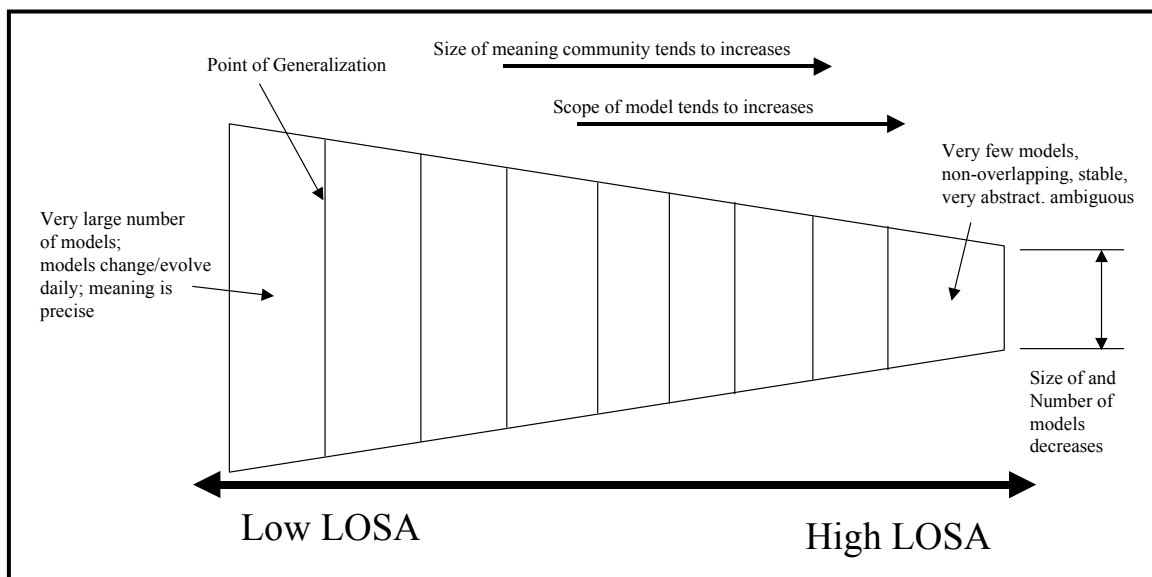 Size of meaning community tends to increases
Point of Generalization
Scope of model tends to increases
Very few models,
non-overlapping, stable,
very abstract. ambiguous
Very large number
of models;
models change/evolve
daily; meaning is
precise
Size of and
Number of
models
decreases
Low LOSA
High LOSA